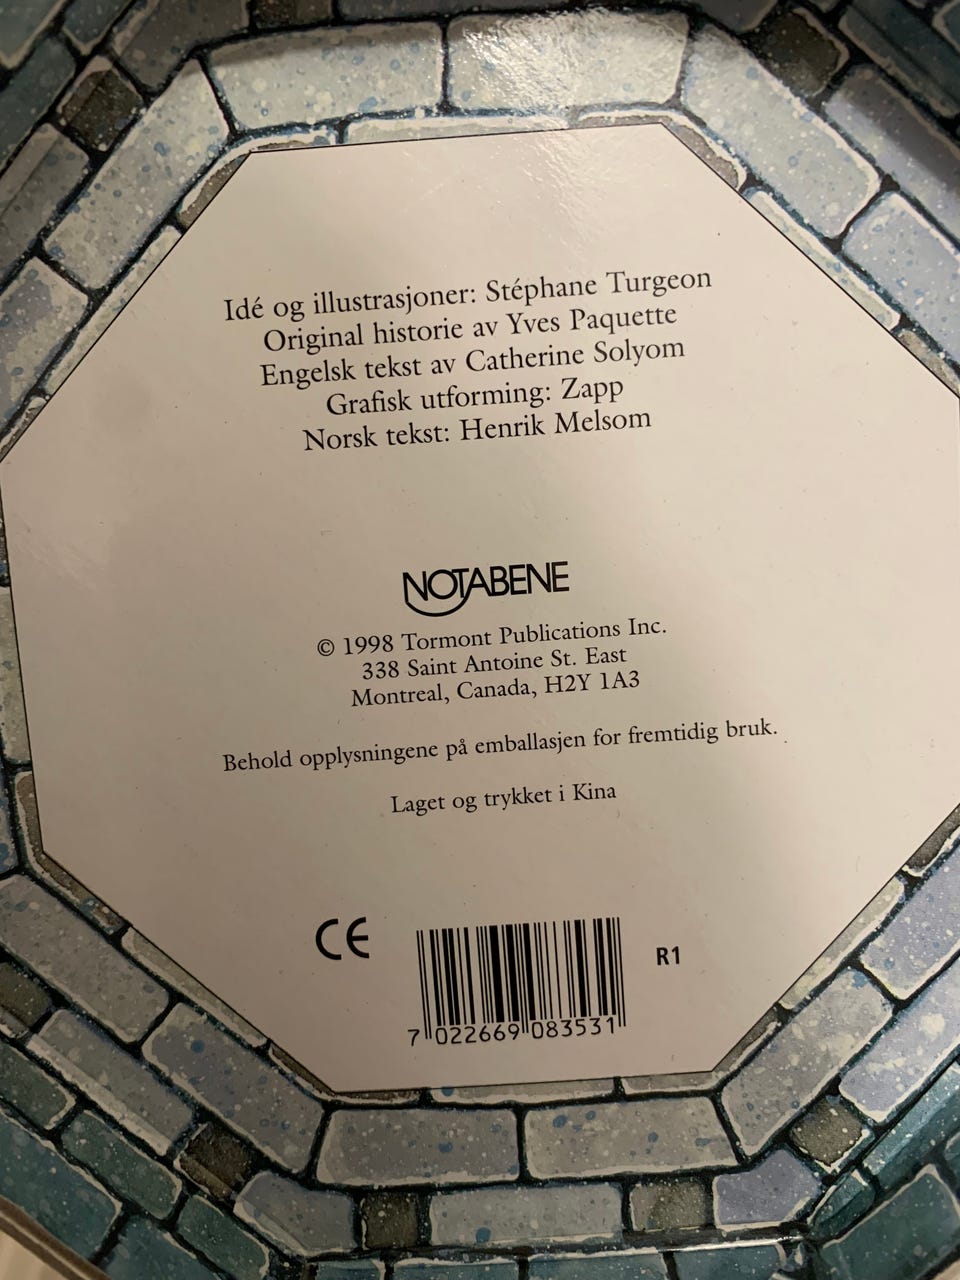 Idé og illustrasjoner: Stéphane Turgeon
Original historie av Yves Paquette
Engelsk tekst av Catherine Solyom
Grafisk utforming: Zapp
Norsk tekst: Henrik Melsom
NOTABENE
© 1998 Tormont Publications Inc.
338 Saint Antoine St. East
Montreal, Canada, H2Y 1A3
Behold opplysningene på emballasjen for fremtidig bruk.
Laget og trykket i Kina
CE
R1
7 022669 083531